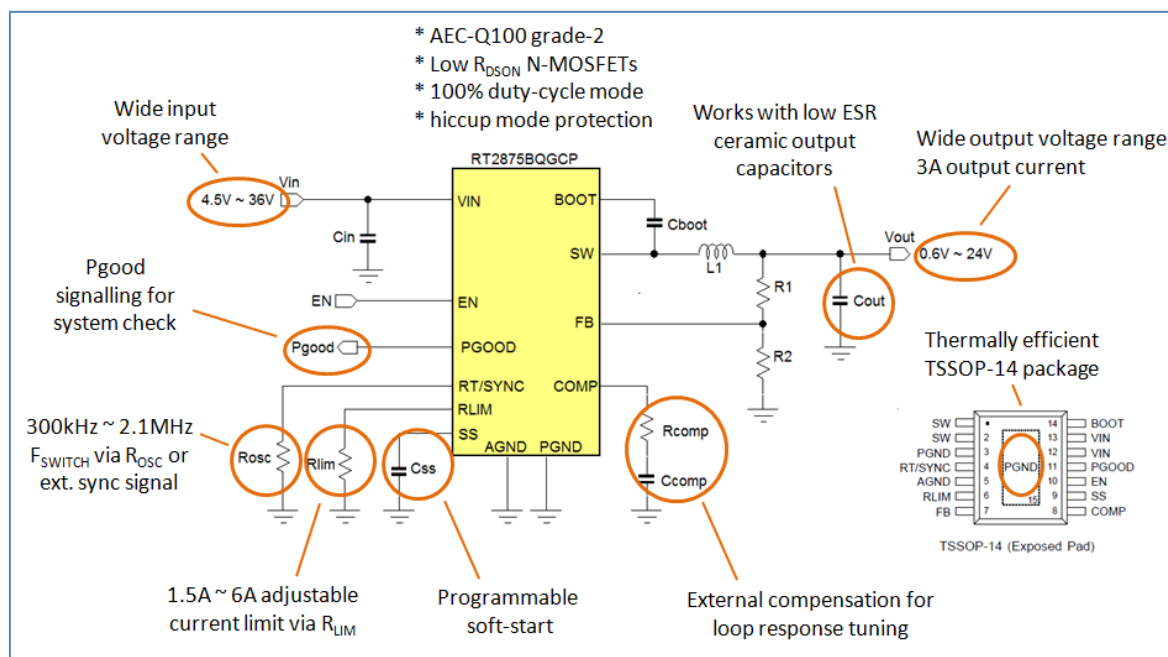 * AEC-Q100 grade-2
* Low RDSON N-MOSFETs
* 100% duty-cycle mode
* hiccup mode protection
Wide input
voltage range
Works with low ESR
ceramic output
capacitors
Wide output voltage range
3A output current
RT2875BQGCP
Vin
4.5V ~ 36V
VIN
BOOT
Cboot
Cin
SW
L1
Vout
0.6V ~ 24V
Pgood
signalling for
system check
EN
EN
R1
Cout
FB
Pgood
PGOOD
R2
Thermally efficient
TSSOP-14 package
RT/SYNC
COMP
RLIM
SS
AGND
PGND
300kHz ~ 2.1MHz
FSWITCH via ROSC or
ext. sync signal
Rosc
Rlim
Css
Rcomp
Ccomp
SW 14 BOOT
SW 2 13 VIN
PGND 3 12 VIN
RT/SYNC 4 PGND 11 PGOOD
AGND 5 10 EN
RLIM 6 15 9 SS
FB 7 8 COMP
TSSOP-14 (Exposed Pad)
1.5A ~ 6A adjustable
current limit via RLIM
Programmable
soft-start
External compensation for
loop response tuning